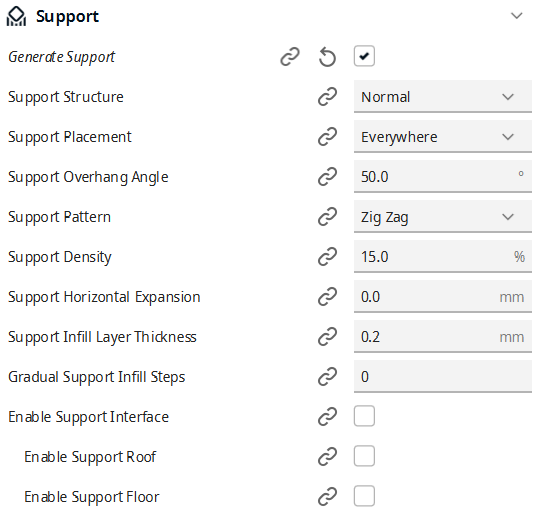 Support
Generate Support
Support Structure Normal
Support Placement Everywhere
Support Overhang Angle 50.0 °
Support Pattern Zig Zag
Support Density 15.0 %
Support Horizontal Expansion 0.0 mm
Support Infill Layer Thickness 0.2 mm
Gradual Support Infill Steps 0
Enable Support Interface
Enable Support Roof
Enable Support Floor